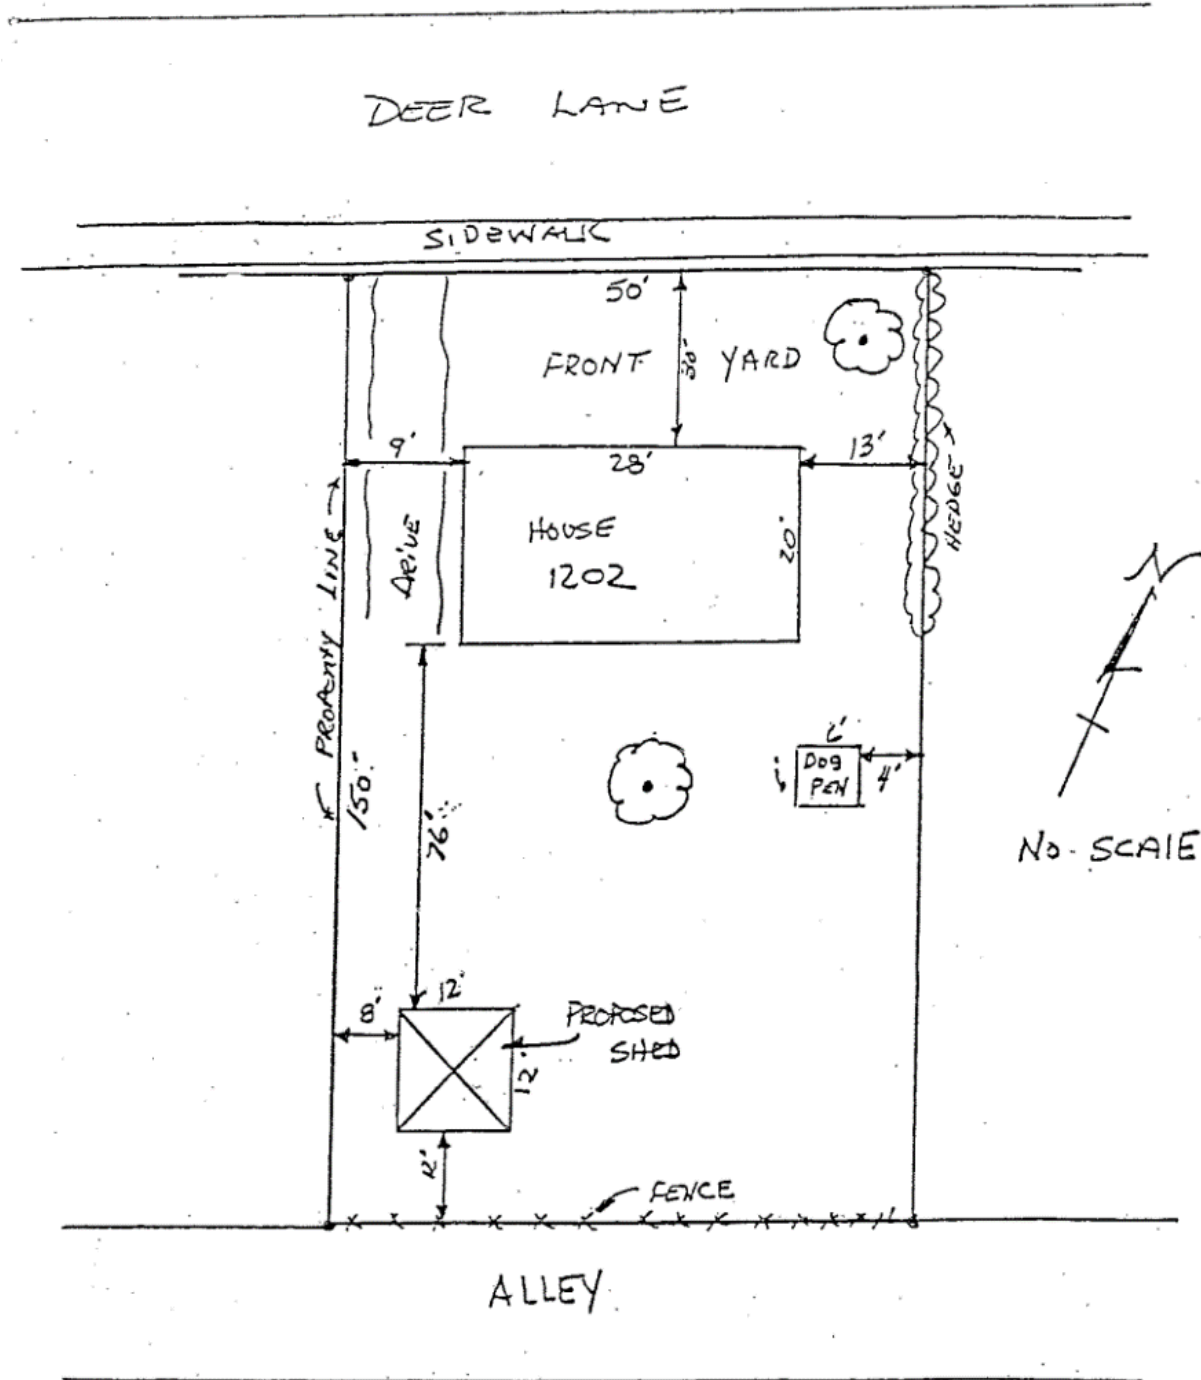 DEER LANE
SIDEWALK
50'
FRONT YARD
30'
9'
28'
13'
HOUSE
1202
20'
DRIVE
HEDGE
PROPERTY LINE
150'
76'
6'
DOG
PEN
4'
N
NO SCALE
12'
8'
PROPOSED
SHED
12'
FENCE
ALLEY